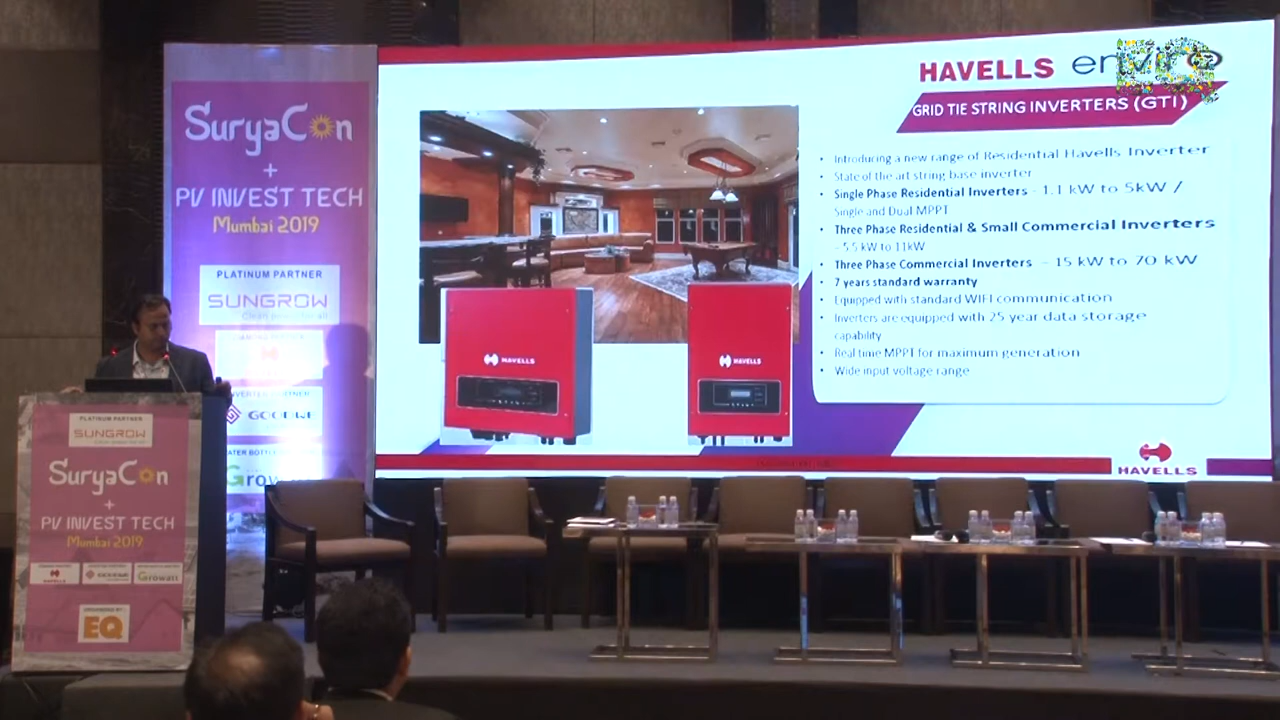 SuryaCon
+
PV INVEST TECH
Mumbai 2019
PLATINUM PARTNER
SUNGROW
GOODWE
HAVELLS
GRID TIE STRING INVERTERS (GTI)
• Introducing a new range of Residential Havells Inverter
• State of the art string base inverter
• Single Phase Residential Inverters - 1.1 kW to 5kW /
Single and Dual MPPT
• Three Phase Residential & Small Commercial Inverters
- 5.5 kW to 11kW
• Three Phase Commercial Inverters - 15 kW to 70 kW
• 7 years standard warranty
• Equipped with standard WIFI communication
• Inverters are equipped with 25 year data storage
capability
• Real time MPPT for maximum generation
• Wide input voltage range
HAVELLS
HAVELLS
HAVELLS
PLATINUM PARTNER
SUNGROW
SuryaCon
+
PV INVEST TECH
Mumbai 2019
HAVELLS
Growatt
EQ